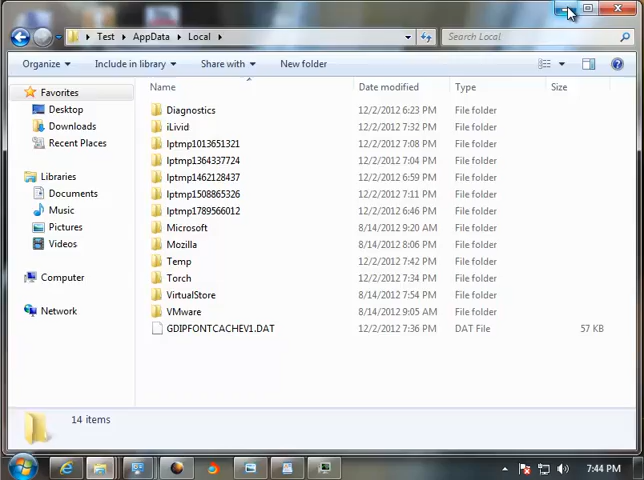 Test ▸ AppData ▸ Local ▸
Search Local
Organize
Include in library
Share with
New folder
Name
Date modified
Type
Size
Favorites
Desktop
Downloads
Recent Places
Libraries
Documents
Music
Pictures
Videos
Computer
Network
Diagnostics 12/2/2012 6:23 PM File folder
iLivid 12/2/2012 7:32 PM File folder
lptmp1013651321 12/2/2012 7:08 PM File folder
lptmp1364337724 12/2/2012 7:04 PM File folder
lptmp1462128437 12/2/2012 6:59 PM File folder
lptmp1508865326 12/2/2012 7:11 PM File folder
lptmp1789566012 12/2/2012 6:46 PM File folder
Microsoft 8/14/2012 9:20 AM File folder
Mozilla 8/14/2012 8:06 PM File folder
Temp 12/2/2012 7:42 PM File folder
Torch 12/2/2012 7:34 PM File folder
VirtualStore 8/14/2012 7:54 PM File folder
VMware 8/14/2012 9:05 AM File folder
GDIPFONTCACHEV1.DAT 12/2/2012 7:36 PM DAT File 57 KB
14 items
7:44 PM